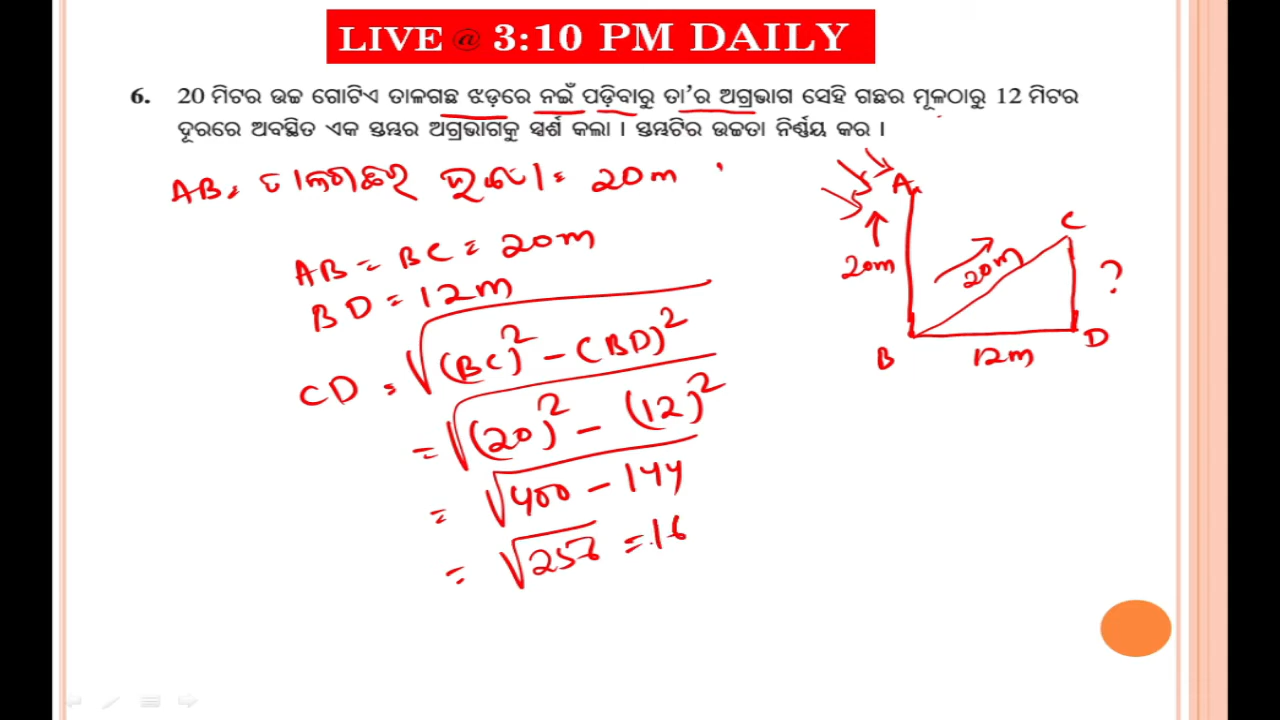 LIVE @ 3:10 PM DAILY
6. 20 ମିଟର ଉଚ୍ଚ ଗୋଟିଏ ତାଳଗଛ ଝଡ଼ରେ ନଇଁ ପଡ଼ିବାରୁ ତା'ର ଅଗ୍ରଭାଗ ସେହି ଗଛର ମୂଳଠାରୁ 12 ମିଟର
ଦୂରରେ ଅବସ୍ଥିତ ଏକ ସ୍ତମ୍ଭର ଅଗ୍ରଭାଗକୁ ସ୍ପର୍ଶ କଲା । ସ୍ତମ୍ଭଟିର ଉଚ୍ଚତା ନିର୍ଣ୍ଣୟ କର ।
AB = ତାଳଗଛର = 20m
AB = BC = 20m
BD = 12m
CD = √(BC)² - (BD)²
= √(20)² - (12)²
= √400 - 144
= √256 = 16
A
C
20m
20m
?
B
12m
D